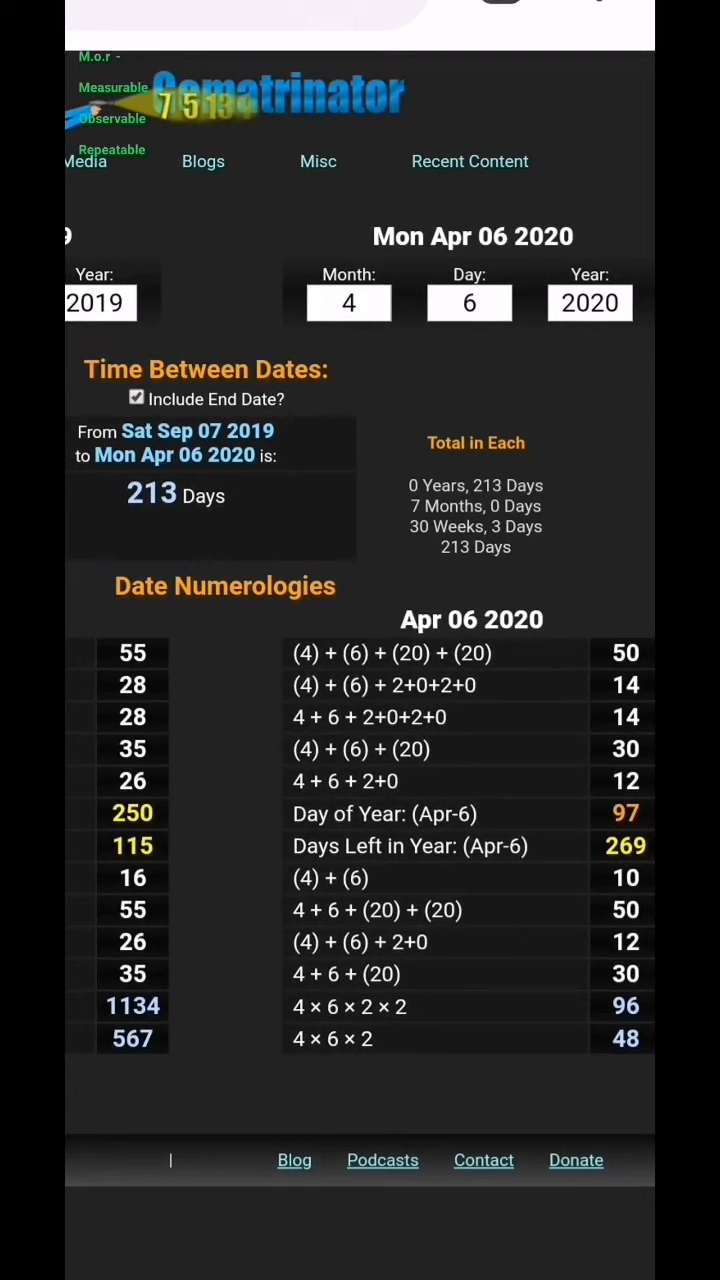 M.o.r -
Measurable
Observable
Repeatable
Gematrinator
7 5 13
Media Blogs Misc Recent Content
9 Mon Apr 06 2020
Year: Month: Day: Year:
2019 4 6 2020
Time Between Dates:
Include End Date?
From Sat Sep 07 2019
to Mon Apr 06 2020 is:
213 Days
Total in Each
0 Years, 213 Days
7 Months, 0 Days
30 Weeks, 3 Days
213 Days
Date Numerologies
Apr 06 2020
55 (4) + (6) + (20) + (20) 50
28 (4) + (6) + 2+0+2+0 14
28 4 + 6 + 2+0+2+0 14
35 (4) + (6) + (20) 30
26 4 + 6 + 2+0 12
250 Day of Year: (Apr-6) 97
115 Days Left in Year: (Apr-6) 269
16 (4) + (6) 10
55 4 + 6 + (20) + (20) 50
26 (4) + (6) + 2+0 12
35 4 + 6 + (20) 30
1134 4 × 6 × 2 × 2 96
567 4 × 6 × 2 48
| Blog Podcasts Contact Donate